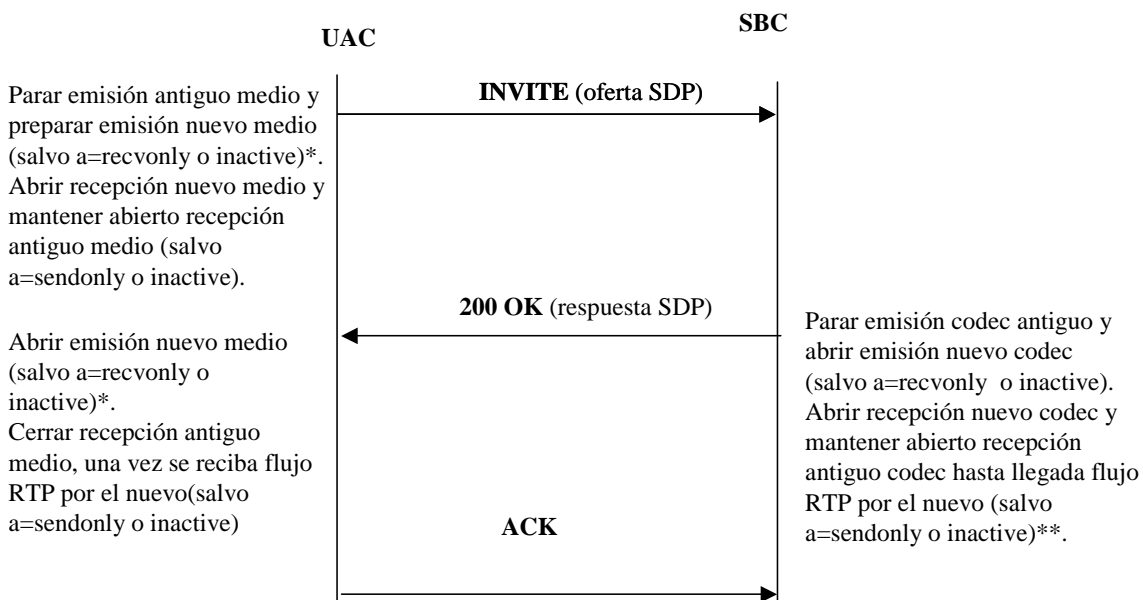 UAC
SBC
Parar emisión antiguo medio y
preparar emisión nuevo medio
(salvo a=recvonly o inactive)*.
Abrir recepción nuevo medio y
mantener abierto recepción
antiguo medio (salvo
a=sendonly o inactive).
INVITE (oferta SDP)
200 OK (respuesta SDP)
Abrir emisión nuevo medio
(salvo a=recvonly o
inactive)*.
Cerrar recepción antiguo
medio, una vez se reciba flujo
RTP por el nuevo(salvo
a=sendonly o inactive)
Parar emisión codec antiguo y
abrir emisión nuevo codec
(salvo a=recvonly o inactive).
Abrir recepción nuevo codec y
mantener abierto recepción
antiguo codec hasta llegada flujo
RTP por el nuevo (salvo
a=sendonly o inactive)**.
ACK